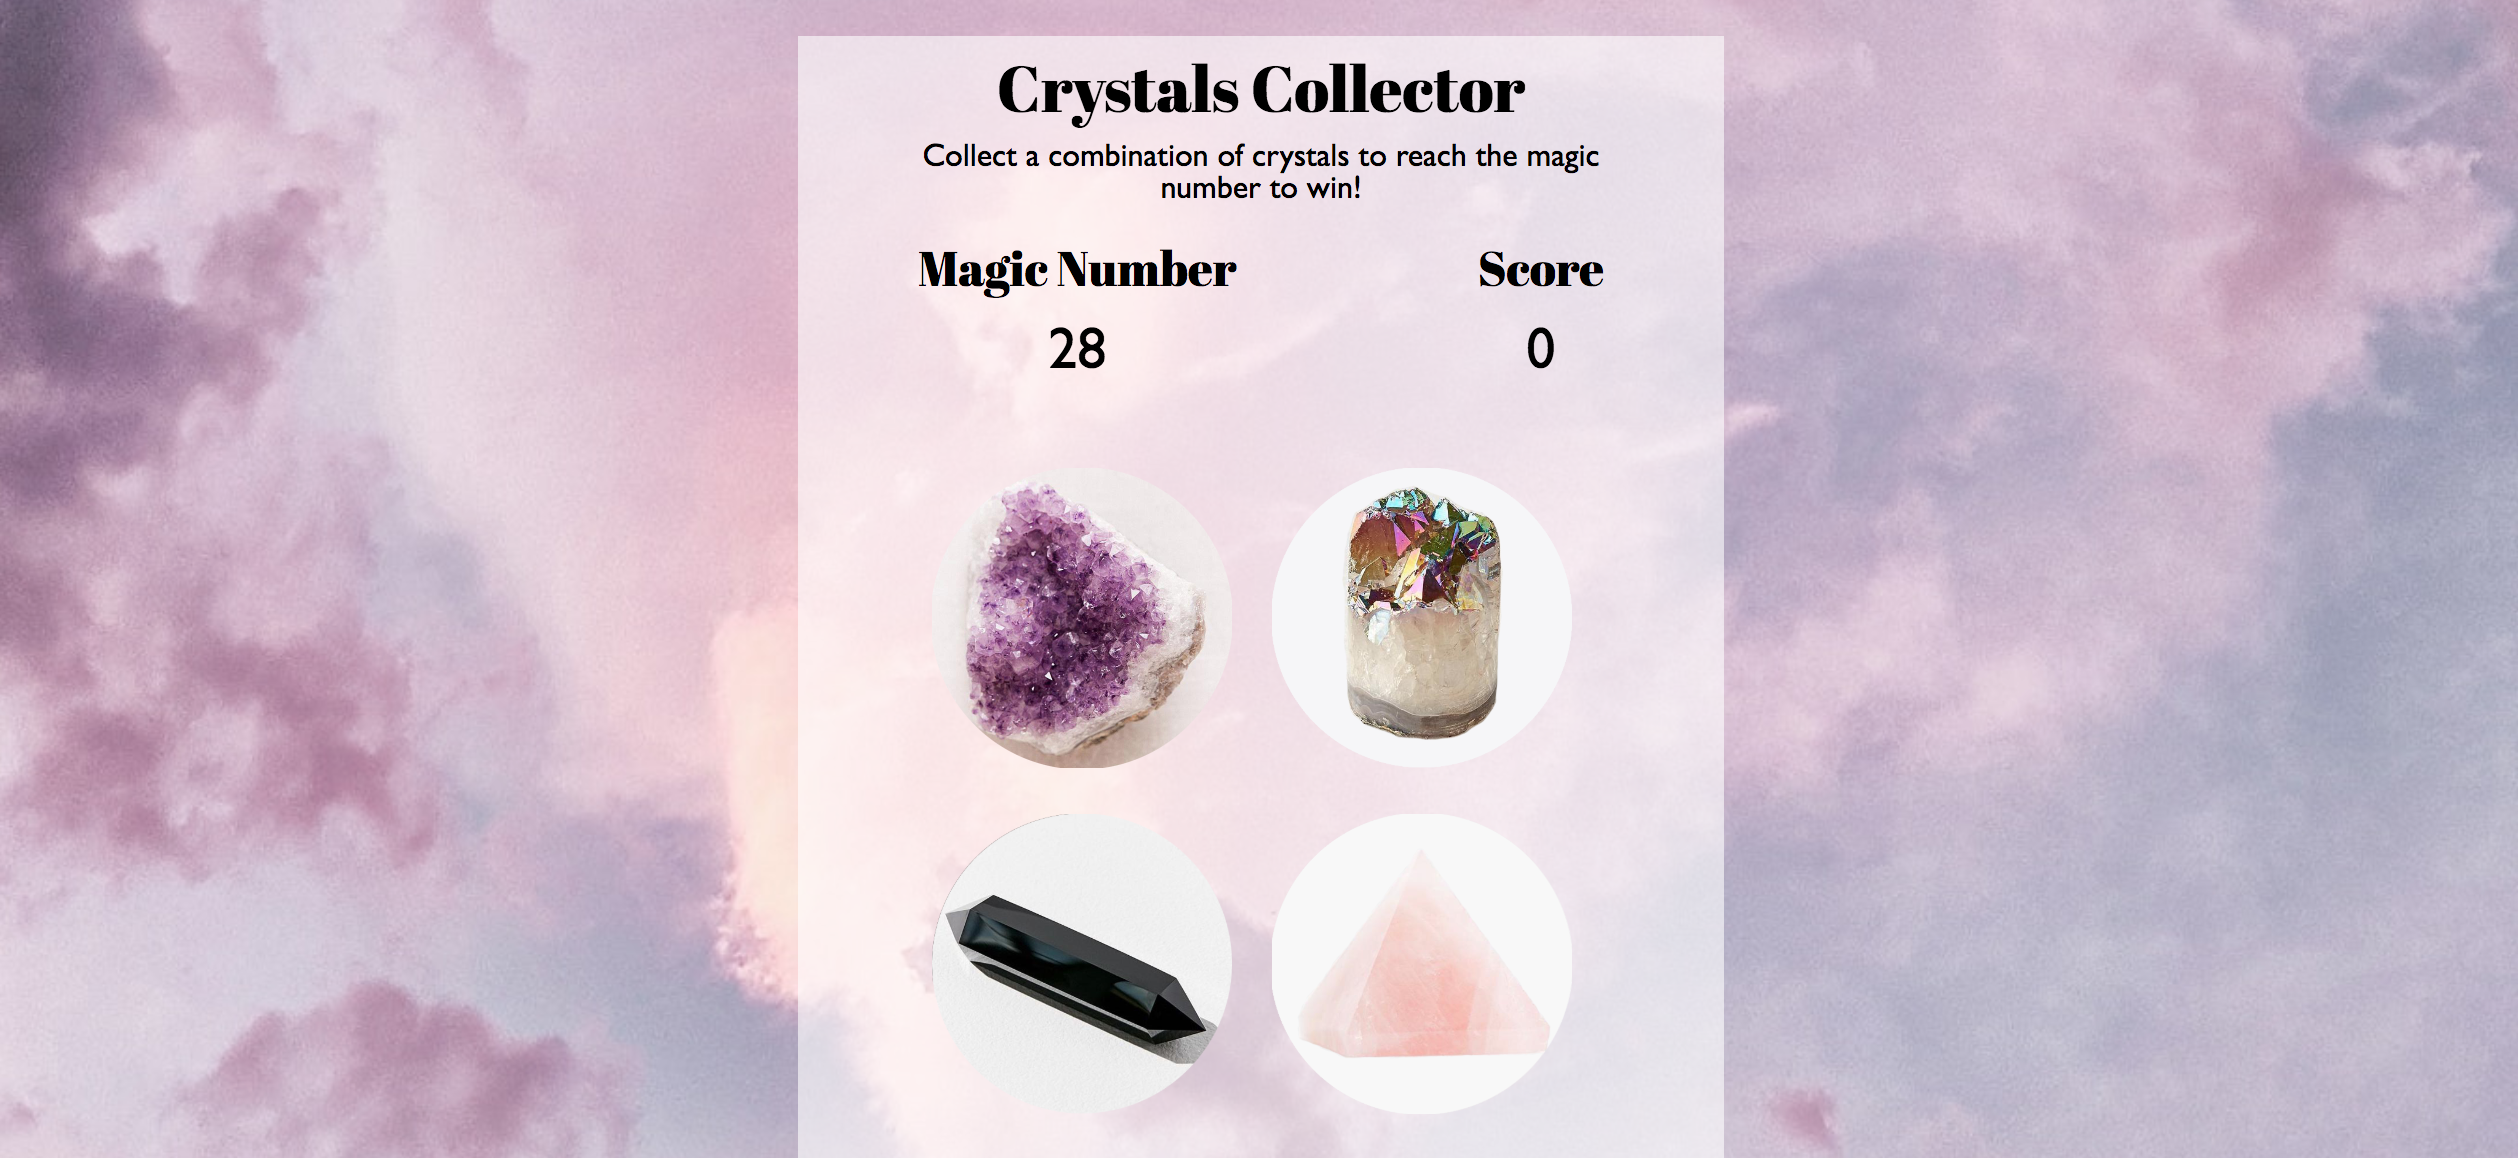 Crystals Collector
Collect a combination of crystals to reach the magic
number to win!
Magic Number
Score
28
0